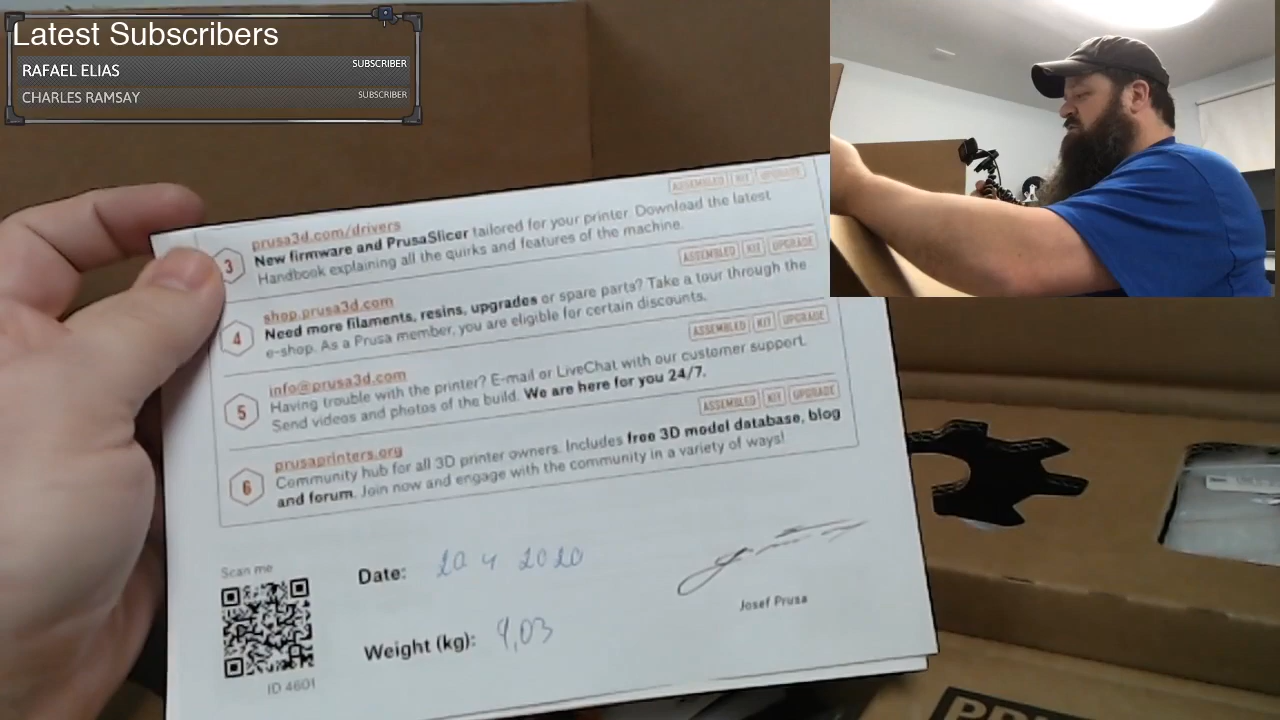 Latest Subscribers
RAFAEL ELIAS SUBSCRIBER
CHARLES RAMSAY SUBSCRIBER
ASSEMBLED KIT UPGRADE
prusa3d.com/drivers
3 New firmware and PrusaSlicer tailored for your printer. Download the latest
Handbook explaining all the quirks and features of the machine.
ASSEMBLED KIT UPGRADE
shop.prusa3d.com
4 Need more filaments, resins, upgrades or spare parts? Take a tour through the
e-shop. As a Prusa member, you are eligible for certain discounts.
ASSEMBLED KIT UPGRADE
info@prusa3d.com
5 Having trouble with the printer? E-mail or LiveChat with our customer support.
Send videos and photos of the build. We are here for you 24/7.
ASSEMBLED KIT UPGRADE
prusaprinters.org
6 Community hub for all 3D printer owners. Includes free 3D model database, blog
and forum. Join now and engage with the community in a variety of ways!
Scan me
Date: 20 4 2020
Josef Prusa
Weight (kg): 9,03
ID 4601